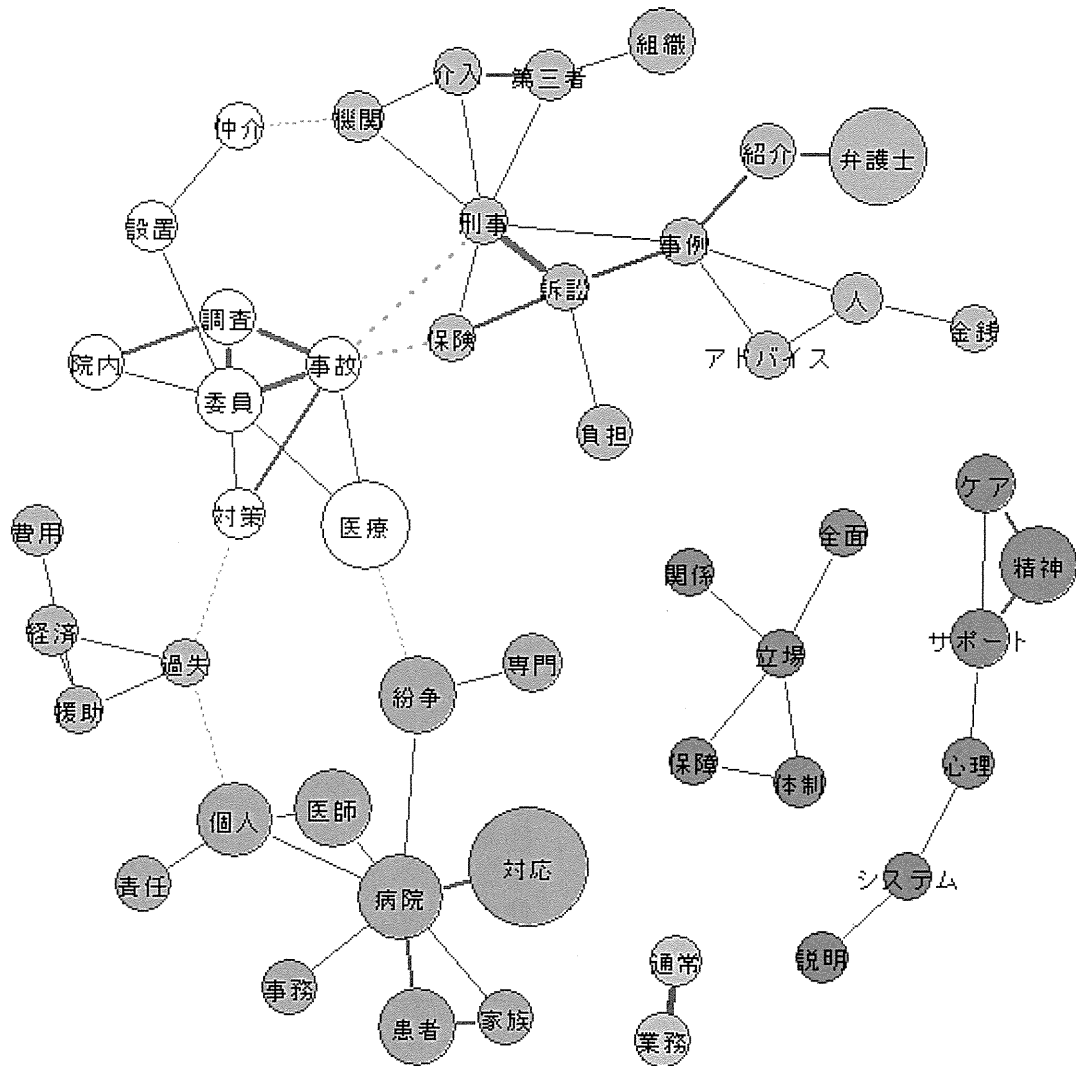 組織
介入
第三者
機関
仲介
紹介
弁護士
設置
刑事
事例
訴訟
人
調査
保険
金銭
院内
事故
アドバイス
委員
負担
対策
医療
ケア
費用
全面
精神
関係
経済
過失
専門
立場
サポート
援助
紛争
保障
体制
心理
個人
医師
責任
病院
対応
システム
事務
患者
家族
通常
説明
業務